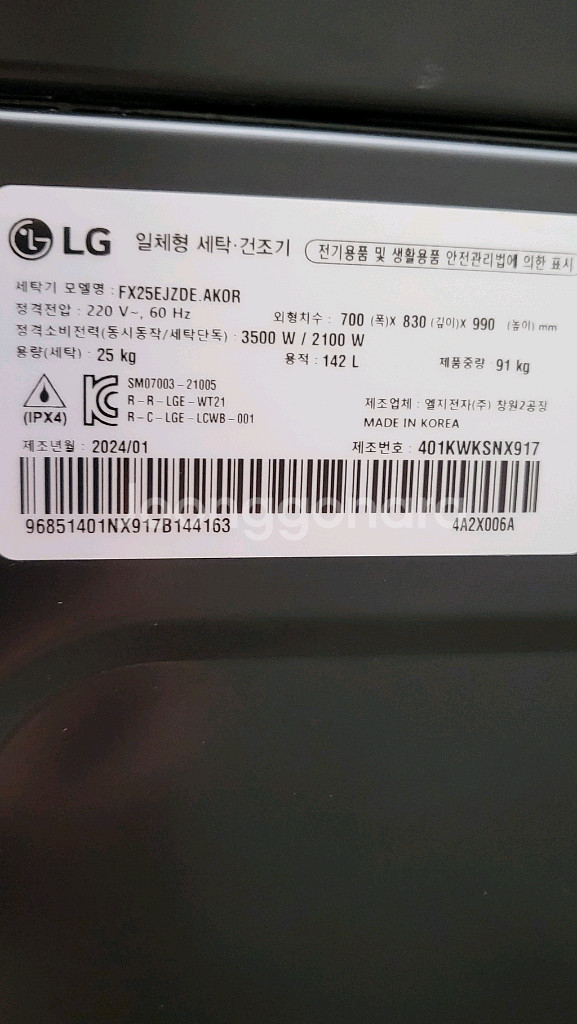 LG 일체형 세탁·건조기 전기용품 및 생활용품 안전관리법에 의한 표시
세탁기 모델명 : FX25EJZDE.AKOR
정격전압 : 220 V~, 60 Hz
외형치수 : 700 (폭)X 830 (깊이)X 990 (높이) mm
정격소비전력(동시동작/세탁단독) : 3500 W / 2100 W
용량(세탁) : 25 kg
용적 : 142 L
제품중량 91 kg
(IPX4)
SM07003-21005
R-R-LGE-WT21
R-C-LGE-LCWB-001
제조업체 : 엘지전자(주) 창원2공장
MADE IN KOREA
제조년월 : 2024/01
제조번호 : 401KWKSNX917
joonggonara
96851401NX917B144163
4A2X006A